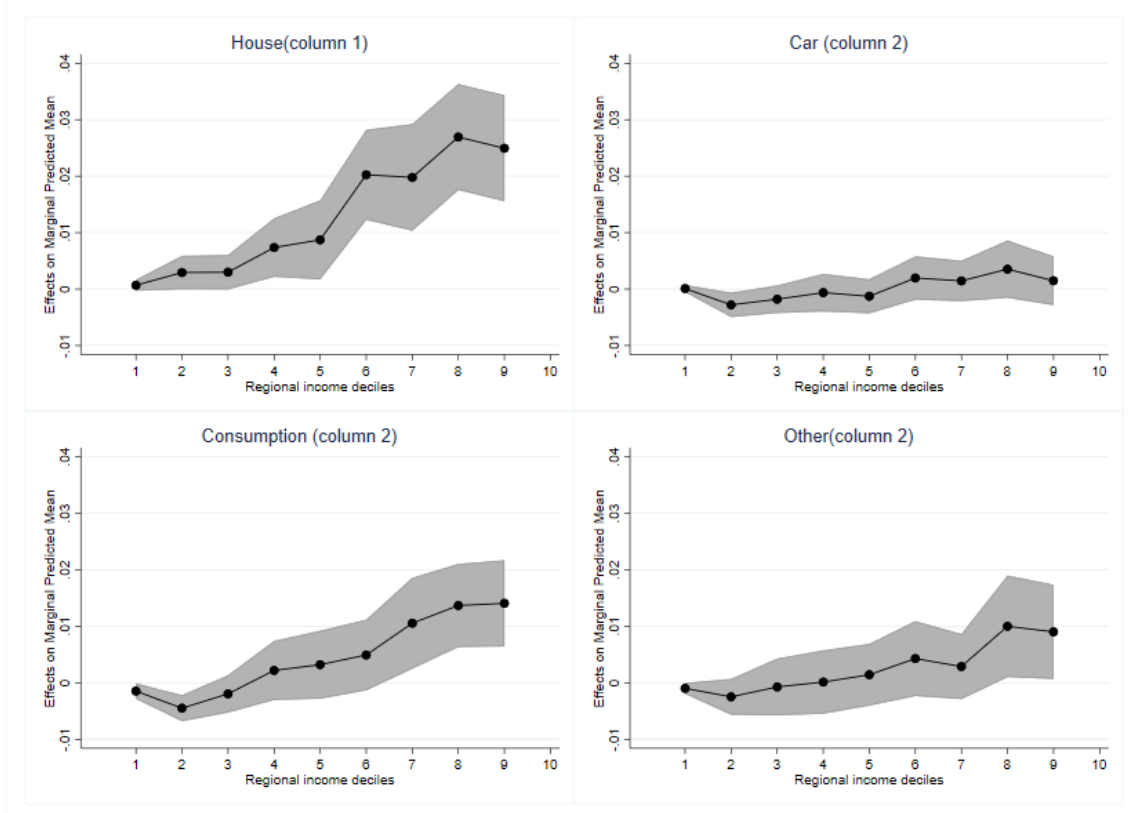 House(column 1)
Effects on Marginal Predicted Mean
.04
.03
.02
.01
0
-.01
1 2 3 4 5 6 7 8 9 10
Regional income deciles
Car (column 2)
Effects on Marginal Predicted Mean
.04
.03
.02
.01
0
-.01
1 2 3 4 5 6 7 8 9 10
Regional income deciles
Consumption (column 2)
Effects on Marginal Predicted Mean
.04
.03
.02
.01
0
-.01
1 2 3 4 5 6 7 8 9 10
Regional income deciles
Other(column 2)
Effects on Marginal Predicted Mean
.04
.03
.02
.01
0
-.01
1 2 3 4 5 6 7 8 9 10
Regional income deciles